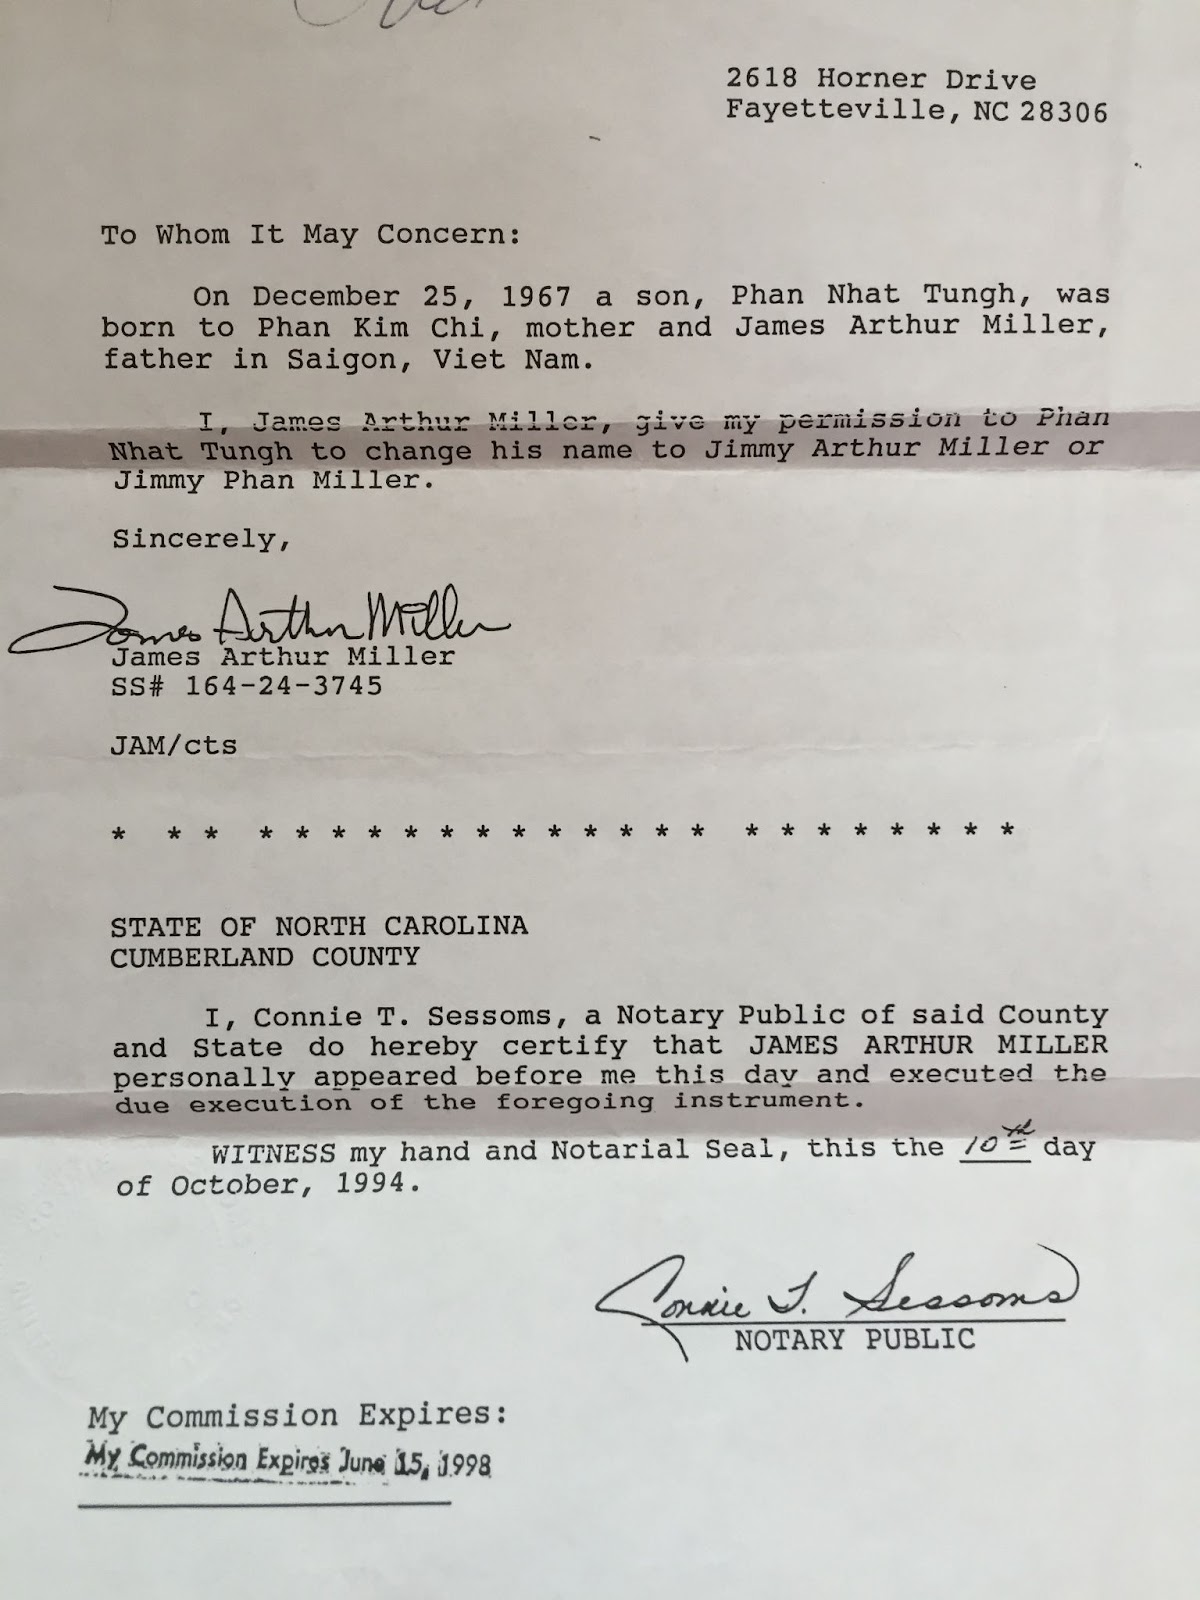 2618 Horner Drive
Fayetteville, NC 28306
To Whom It May Concern:
On December 25, 1967 a son, Phan Nhat Tungh, was
born to Phan Kim Chi, mother and James Arthur Miller,
father in Saigon, Viet Nam.
I, James Arthur Miller, give my permission to Phan
Nhat Tungh to change his name to Jimmy Arthur Miller or
Jimmy Phan Miller.
Sincerely,
James Arthur Miller
James Arthur Miller
SS# 164-24-3745
JAM/cts
* * * * * * * * * * * * * * * * * * * * * * * *
STATE OF NORTH CAROLINA
CUMBERLAND COUNTY
I, Connie T. Sessoms, a Notary Public of said County
and State do hereby certify that JAMES ARTHUR MILLER
personally appeared before me this day and executed the
due execution of the foregoing instrument.
WITNESS my hand and Notarial Seal, this the 10th day
of October, 1994.
Connie T. Sessoms
NOTARY PUBLIC
My Commission Expires:
My Commission Expires June 15, 1998